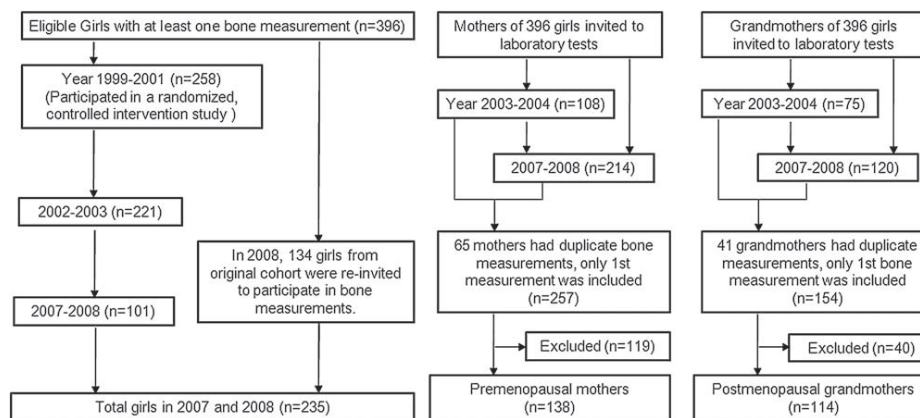 Eligible Girls with at least one bone measurement (n=396)
Year 1999-2001 (n=258)
(Participated in a randomized,
controlled intervention study )
2002-2003 (n=221)
In 2008, 134 girls from
original cohort were re-invited
to participate in bone
measurements.
2007-2008 (n=101)
Total girls in 2007 and 2008 (n=235)
Mothers of 396 girls invited to
laboratory tests
Year 2003-2004 (n=108)
2007-2008 (n=214)
65 mothers had duplicate bone
measurements, only 1st
measurement was included
(n=257)
Excluded (n=119)
Premenopausal mothers
(n=138)
Grandmothers of 396 girls
invited to laboratory tests
Year 2003-2004 (n=75)
2007-2008 (n=120)
41 grandmothers had duplicate
measurements, only 1st bone
measurement was included
(n=154)
Excluded (n=40)
Postmenopausal grandmothers
(n=114)